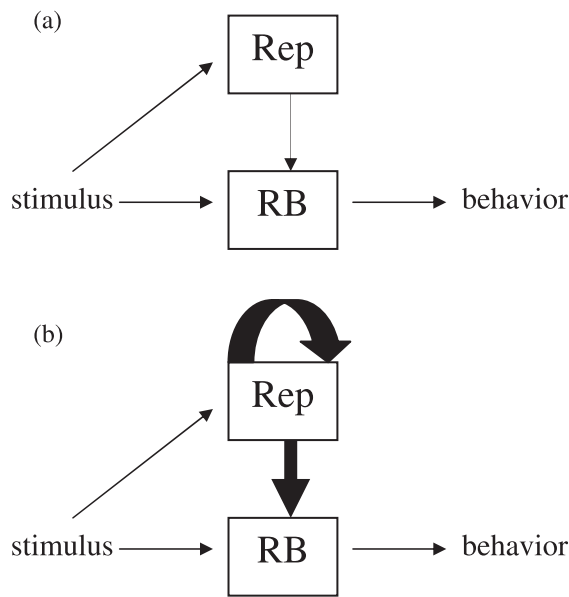 (a)
Rep
stimulus
RB
behavior
(b)
Rep
stimulus
RB
behavior